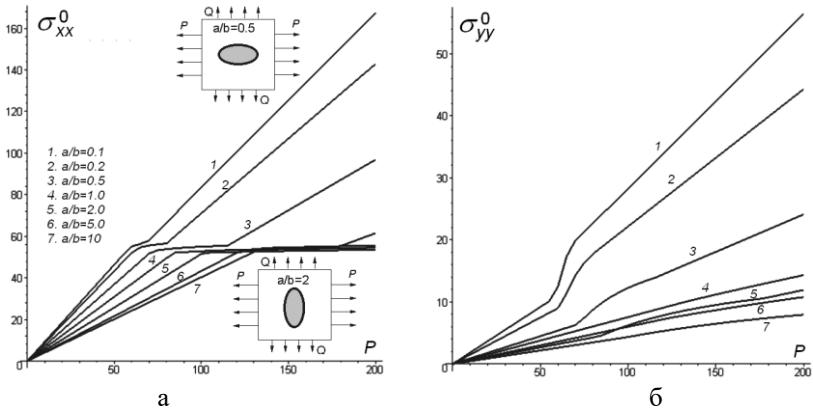 σ⁰xx
Q
P a/b=0.5 P
Q
160
140
120
100
80
60
40
20
0
50 100 150 200
P
1. a/b=0.1
2. a/b=0.2
3. a/b=0.5
4. a/b=1.0
5. a/b=2.0
6. a/b=5.0
7. a/b=10
1
2
3
4
5
6
7
Q
P a/b=2 P
Q
а
σ⁰yy
50
40
30
20
10
0
50 100 150 200
P
1
2
3
4
5
6
7
б